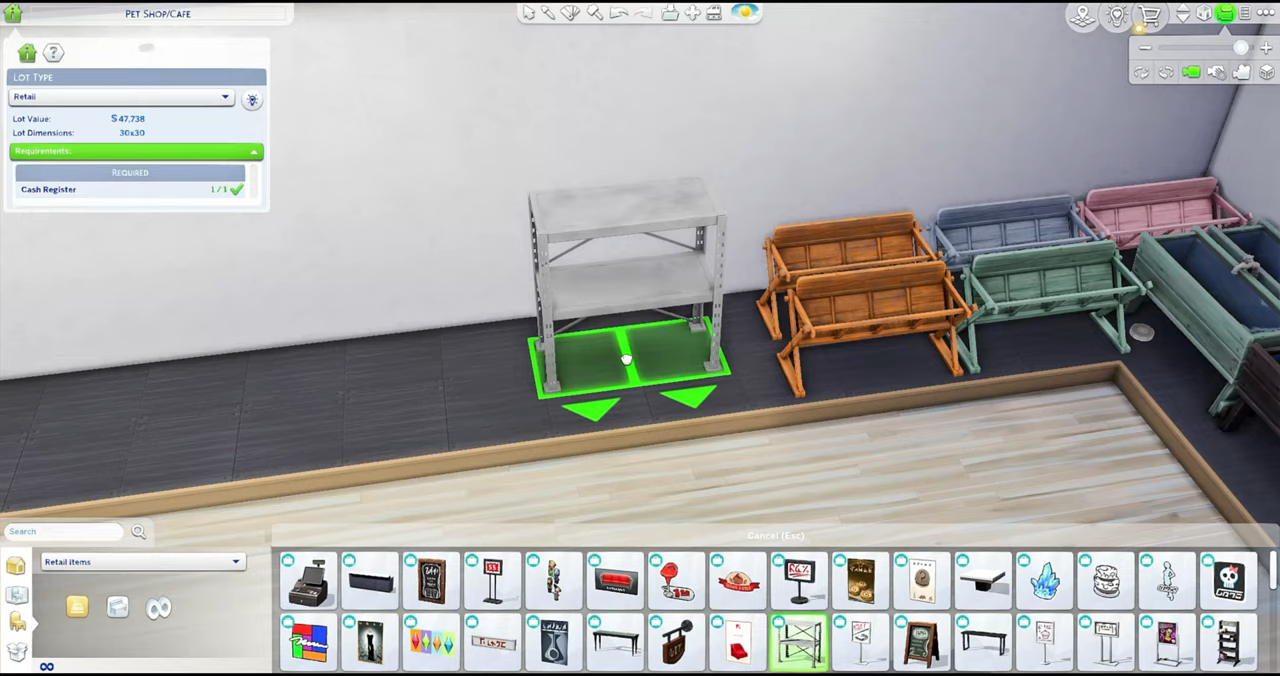 PET SHOP/CAFE
LOT TYPE
Retail
Lot Value: $47,738
Lot Dimensions: 30x30
Requirements:
REQUIRED
Cash Register 1/1
Cancel (Esc)
Search
Retail Items